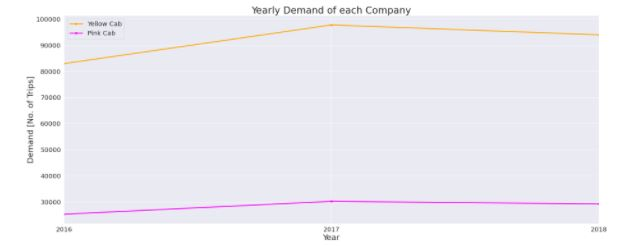 Yearly Demand of each Company
Yellow Cab
Pink Cab
100000
90000
80000
70000
60000
50000
40000
30000
Demand [No. of Trips]
2016
2017
2018
Year